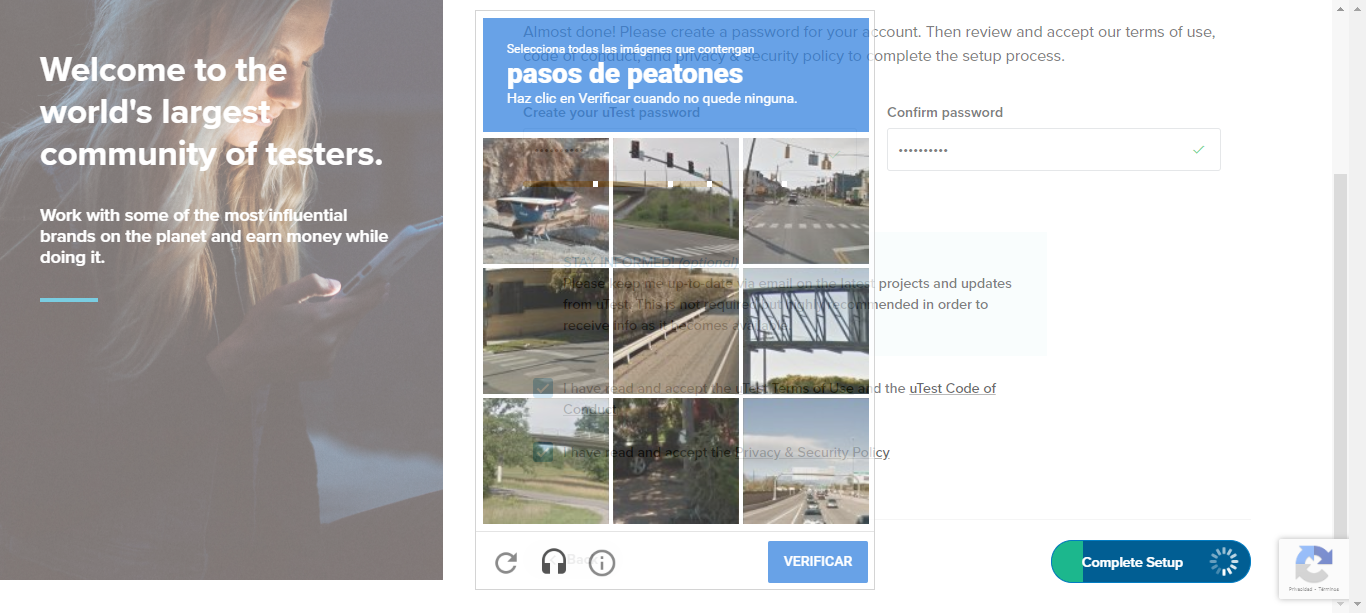 Welcome to the
world's largest
community of testers.
Work with some of the most influential
brands on the planet and earn money while
doing it.
Almost done! Please create a password for your account. Then review and accept our terms of use,
code of conduct, and privacy & security policy to complete the setup process.
Selecciona todas las imágenes que contengan
pasos de peatones
Haz clic en Verificar cuando no quede ninguna.
Create your uTest password
Confirm password
STAY INFORMED! (optional)
Please keep me up-to-date via email on the latest projects and updates
from uTest. This is not required but highly recommended in order to
receive info as it becomes available.
I have read and accept the uTest Terms of Use and the uTest Code of
Conduct
I have read and accept the Privacy & Security Policy
Back
VERIFICAR
Complete Setup
Privacidad - Términos